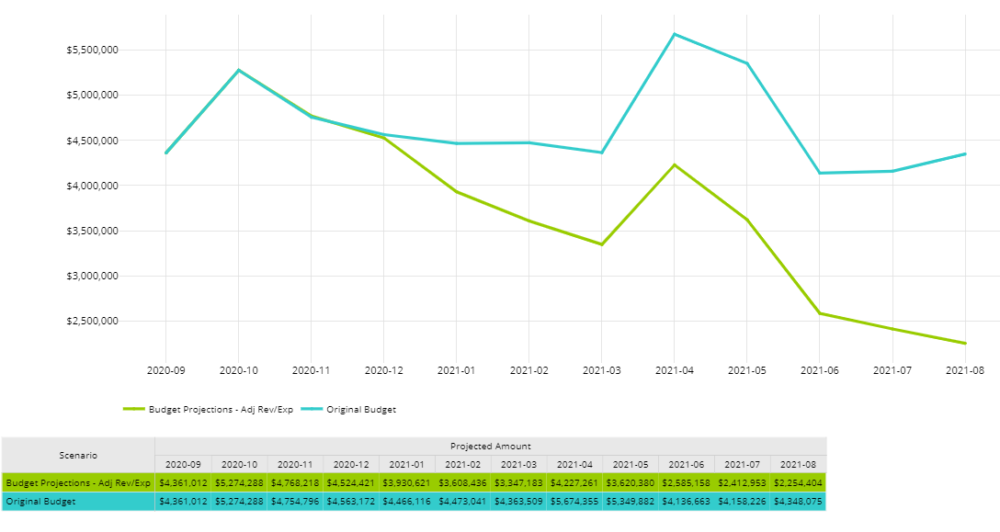 $5,500,000
$5,000,000
$4,500,000
$4,000,000
$3,500,000
$3,000,000
$2,500,000
2020-09 2020-10 2020-11 2020-12 2021-01 2021-02 2021-03 2021-04 2021-05 2021-06 2021-07 2021-08
Budget Projections - Adj Rev/Exp Original Budget
Scenario Projected Amount
2020-09 2020-10 2020-11 2020-12 2021-01 2021-02 2021-03 2021-04 2021-05 2021-06 2021-07 2021-08
Budget Projections - Adj Rev/Exp $4,361,012 $5,274,288 $4,768,218 $4,524,421 $3,930,621 $3,608,436 $3,347,183 $4,227,261 $3,620,380 $2,585,158 $2,412,953 $2,254,404
Original Budget $4,361,012 $5,274,288 $4,754,796 $4,563,172 $4,466,116 $4,473,041 $4,363,509 $5,674,355 $5,349,882 $4,136,663 $4,158,226 $4,348,075